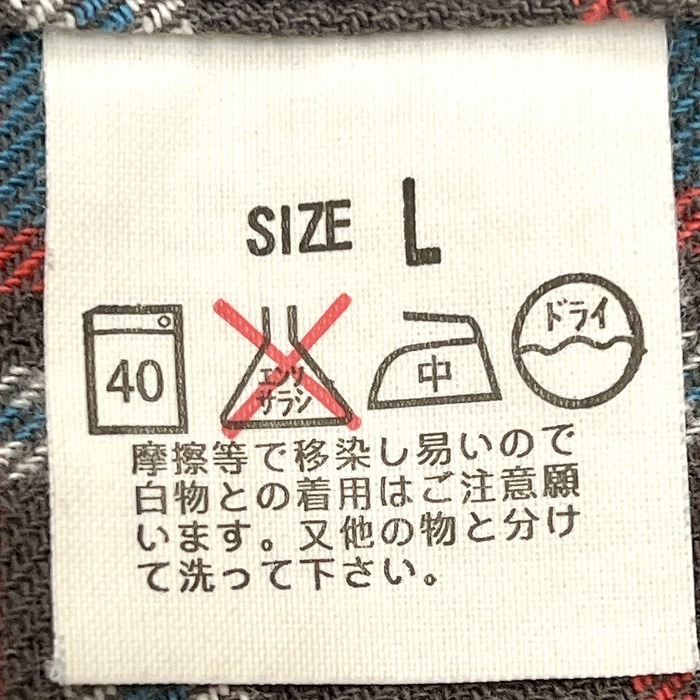 SIZE L
40
エンソ
サラシ
中
ドライ
摩擦等で移染し易いので
白物との着用はご注意願
います。又他の物と分け
て洗って下さい。